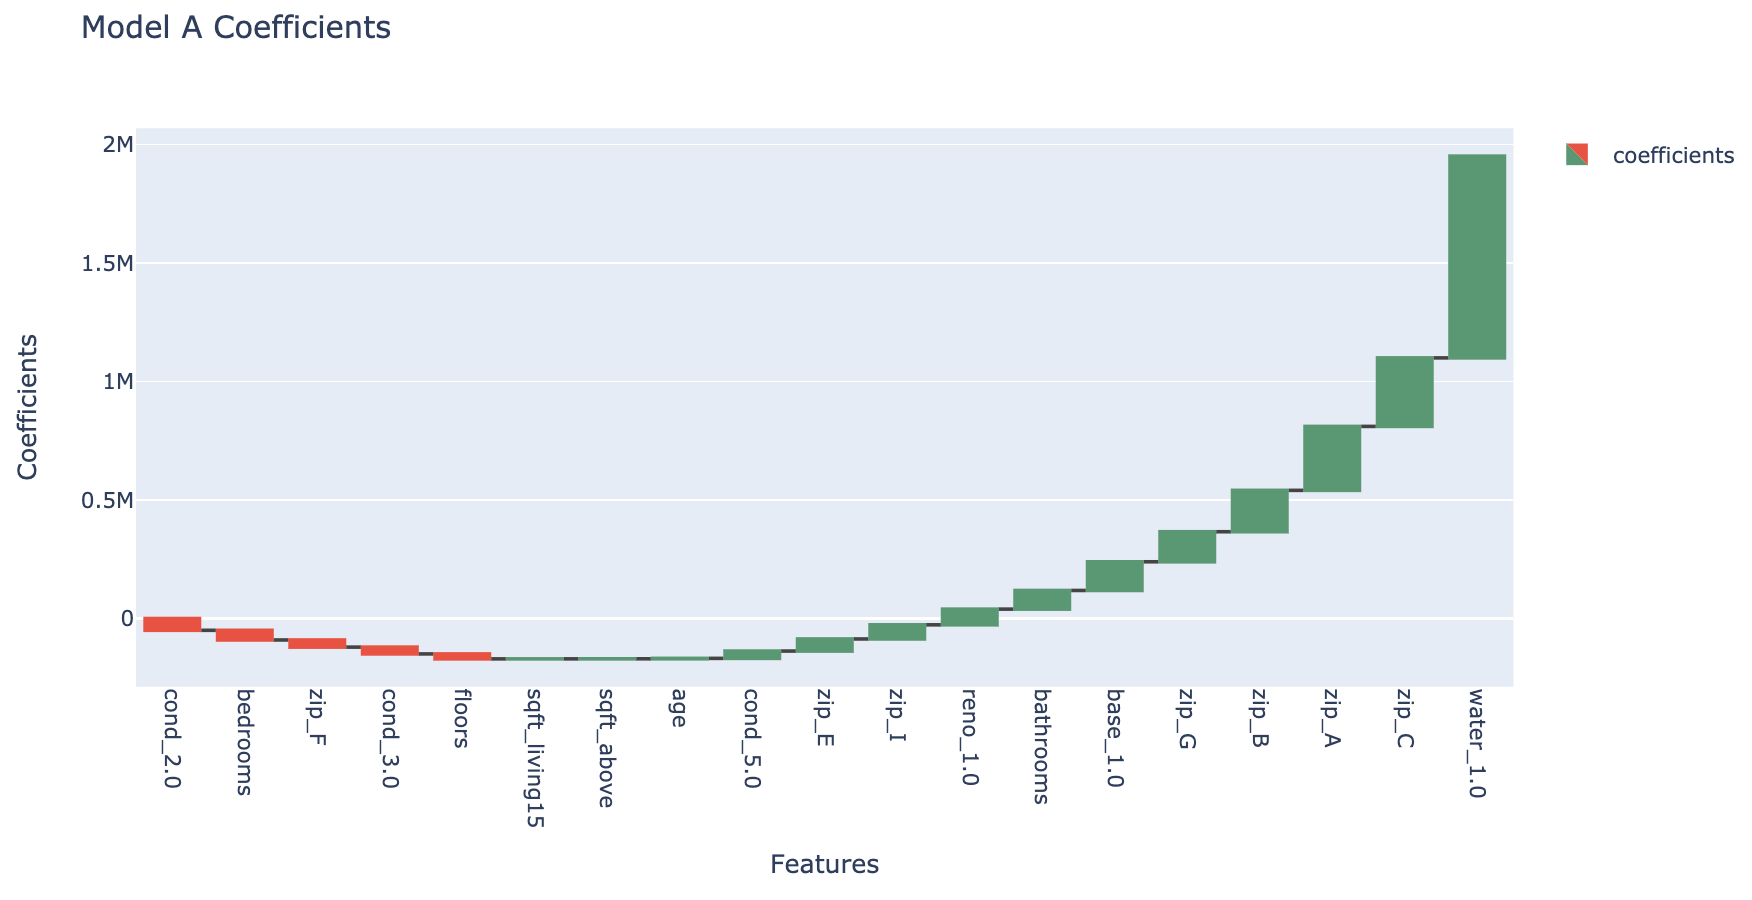 Model A Coefficients
coefficients
Coefficients
2M
1.5M
1M
0.5M
0
cond_2.0
bedrooms
zip_F
cond_3.0
floors
sqft_living15
sqft_above
age
cond_5.0
zip_E
zip_I
reno_1.0
bathrooms
base_1.0
zip_G
zip_B
zip_A
zip_C
water_1.0
Features